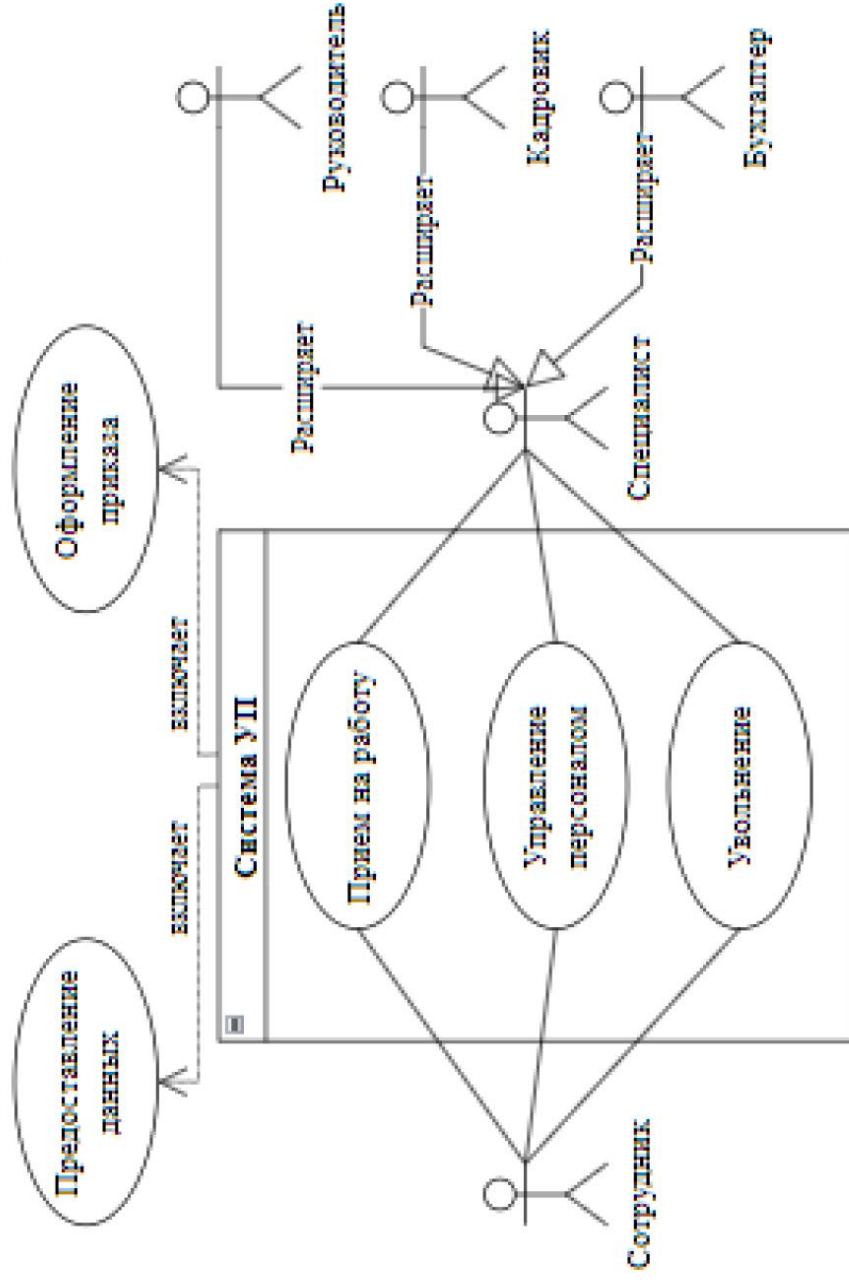 Предоставление
данных
Оформление
приказа
включает
включает
Система УП
Прием на работу
Управление
персоналом
Увольнение
Сотрудник
Специалист
Расширяет
Расширяет
Расширяет
Руководитель
Кадровик
Бухгалтер